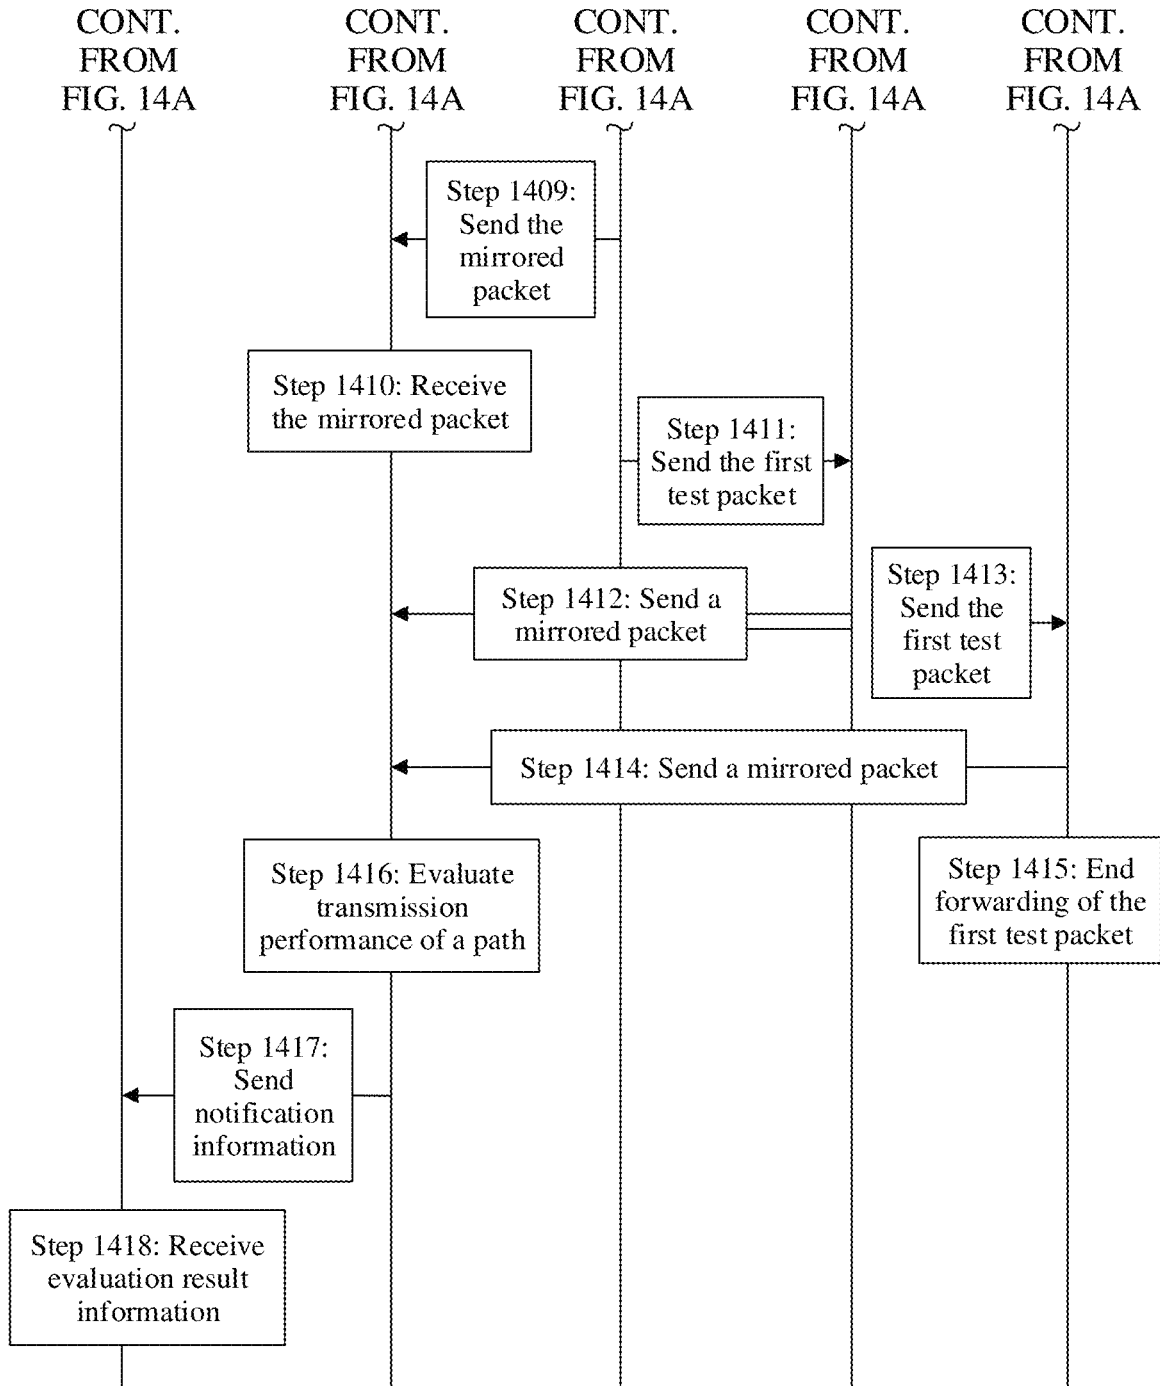 CONT.
FROM
FIG. 14A
CONT.
FROM
FIG. 14A
CONT.
FROM
FIG. 14A
CONT.
FROM
FIG. 14A
CONT.
FROM
FIG. 14A
Step 1409:
Send the
mirrored
packet
Step 1410: Receive
the mirrored packet
Step 1411:
Send the first
test packet
Step 1412: Send a
mirrored packet
Step 1413:
Send the
first test
packet
Step 1414: Send a mirrored packet
Step 1415: End
forwarding of the
first test packet
Step 1416: Evaluate
transmission
performance of a path
Step 1417:
Send
notification
information
Step 1418: Receive
evaluation result
information